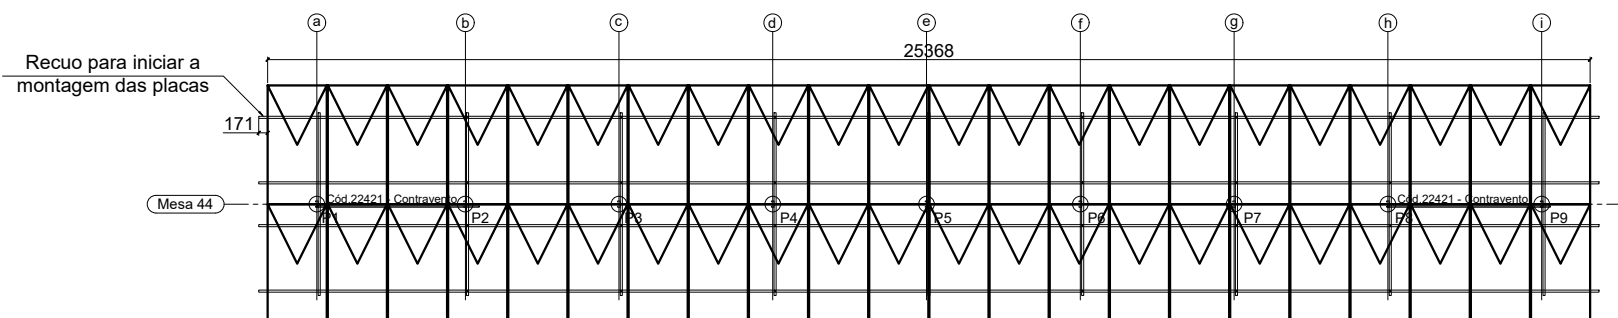 a b c d e f g h i
25368
Recuo para iniciar a
montagem das placas
171
Mesa 44
Cód.22421 - Contravento
Cód.22421 - Contravento
P1 P2 P3 P4 P5 P6 P7 P8 P9